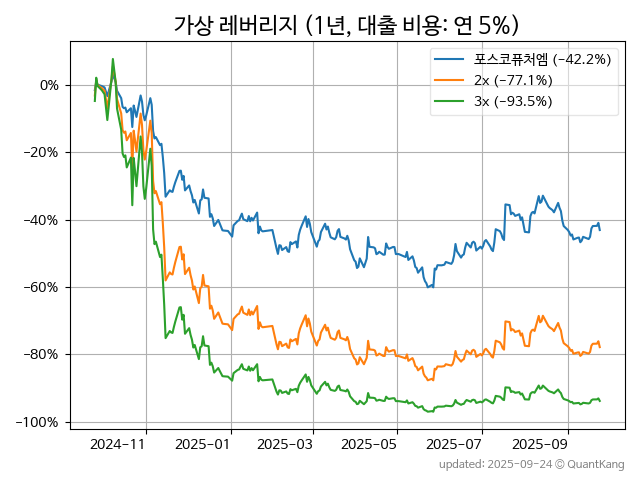 가상 레버리지 (1년, 대출 비용: 연 5%)
포스코퓨처엠 (-42.2%)
2x (-77.1%)
3x (-93.5%)
0%
-20%
-40%
-60%
-80%
-100%
2024-11 2025-01 2025-03 2025-05 2025-07 2025-09
updated: 2025-09-24 © QuantKang